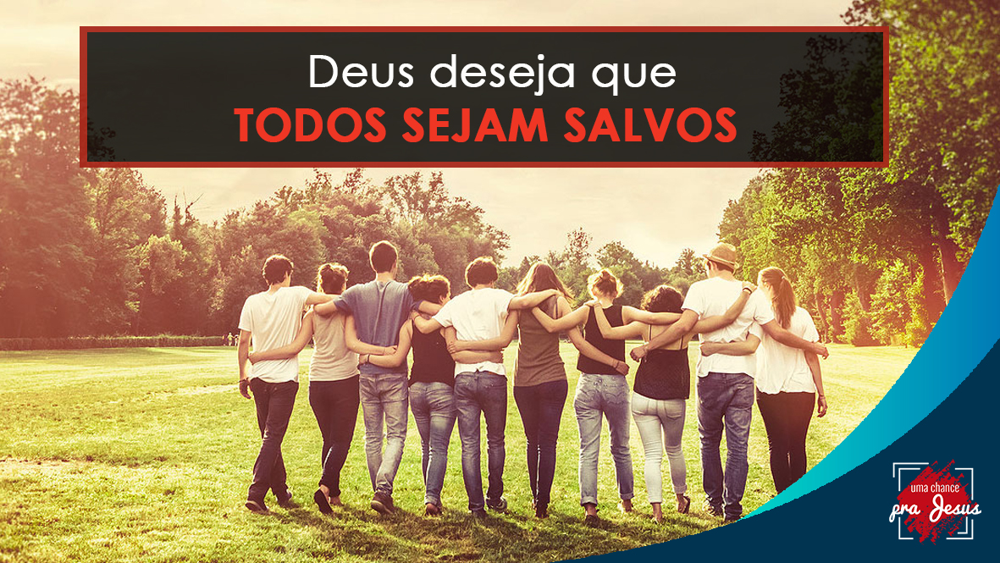 Deus deseja que
TODOS SEJAM SALVOS
uma chance
pra Jesus